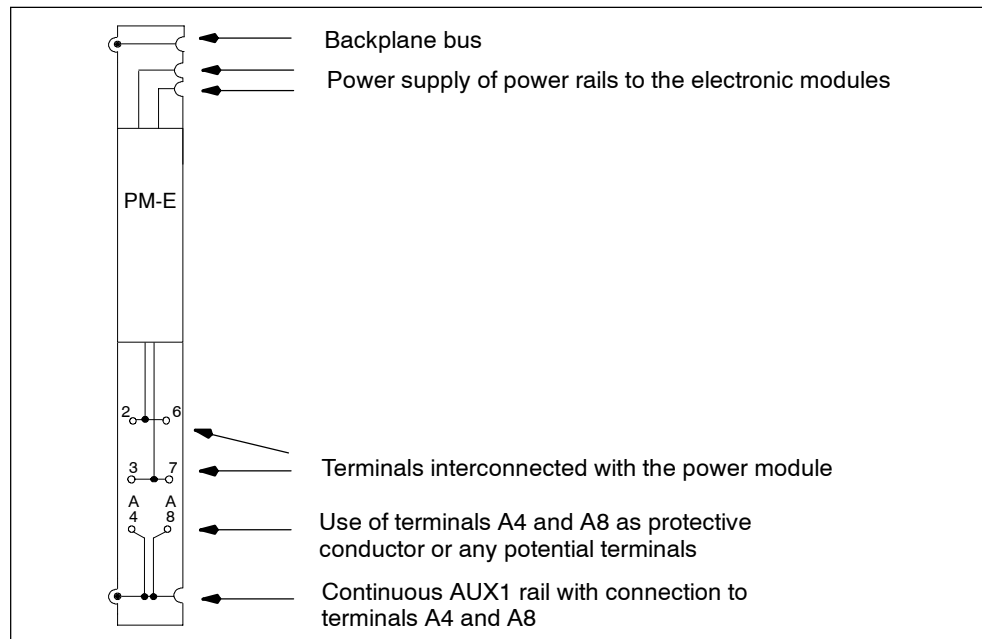 Backplane bus
Power supply of power rails to the electronic modules
PM-E
2 6
3 7
Terminals interconnected with the power module
A A
4 8
Use of terminals A4 and A8 as protective
conductor or any potential terminals
Continuous AUX1 rail with connection to
terminals A4 and A8